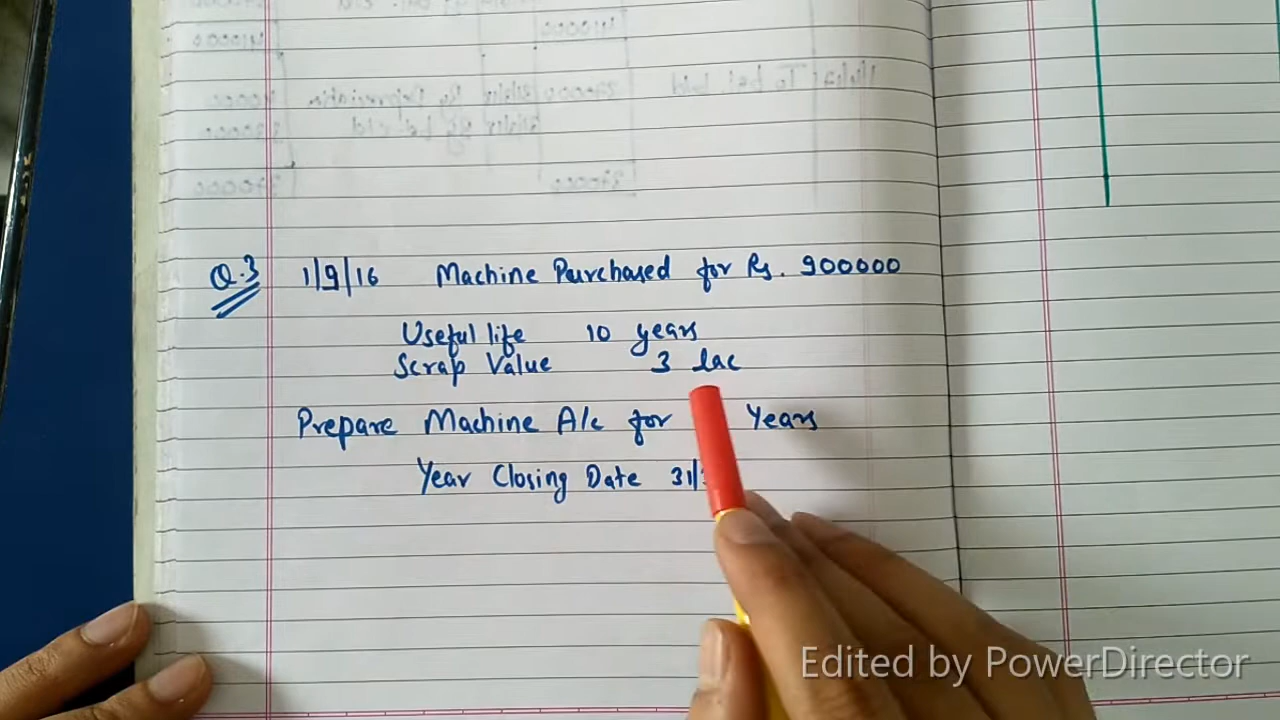 Q.3 1/9/16 Machine Purchased for Rs. 900000
Useful life 10 years
Scrap Value 3 lac
Prepare Machine A/c for Years
Year Closing Date 31/
Edited by PowerDirector